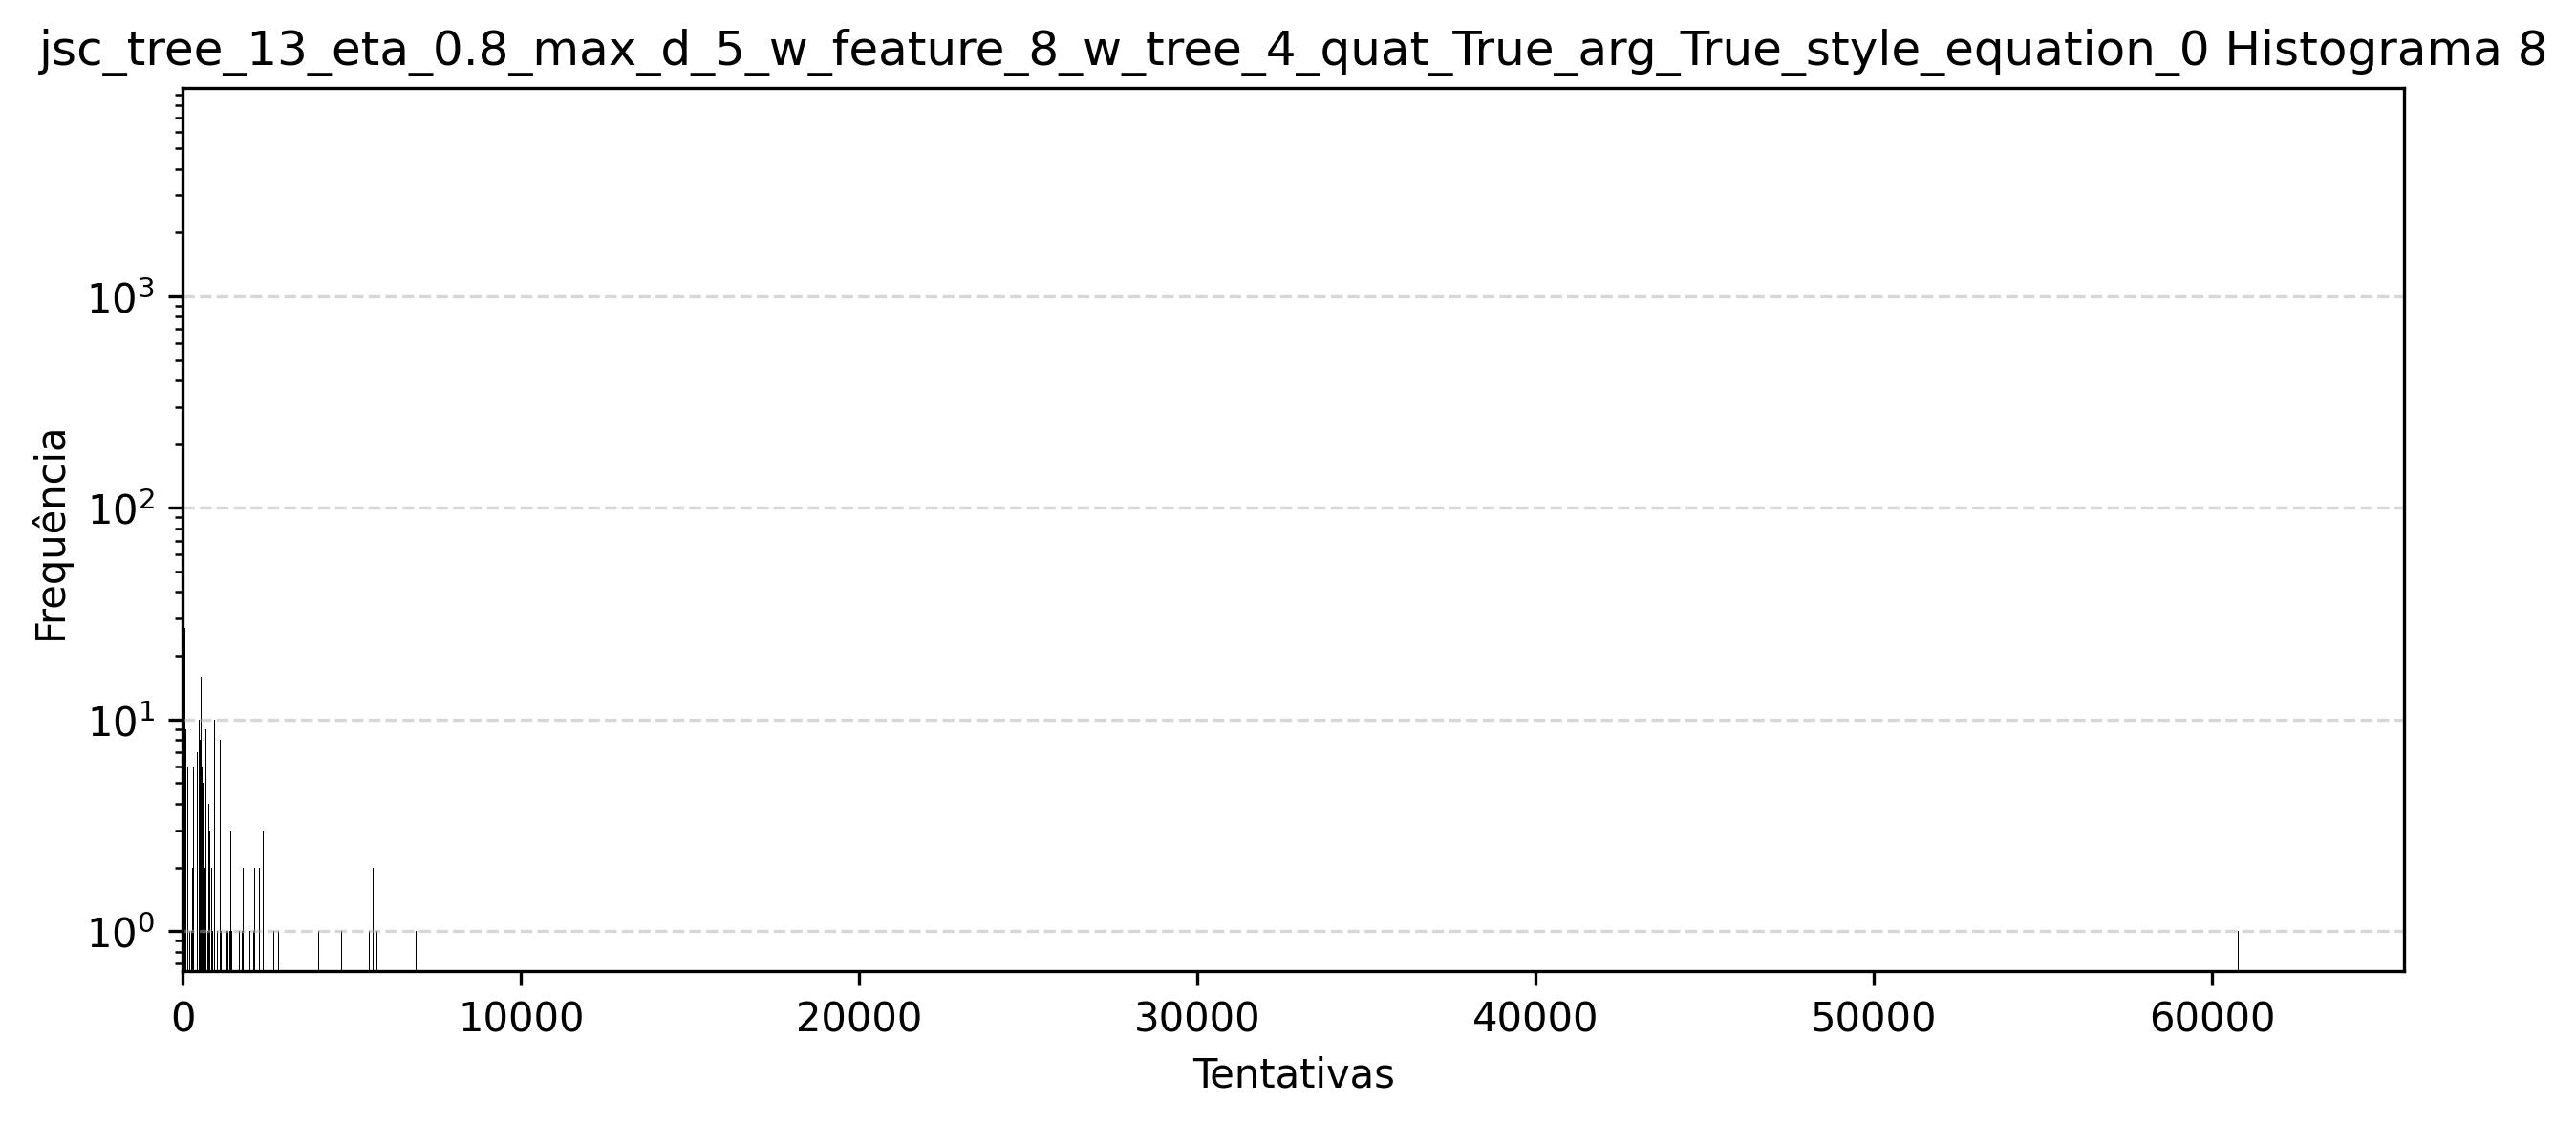 jsc_tree_13_eta_0.8_max_d_5_w_feature_8_w_tree_4_quat_True_arg_True_style_equation_0 Histograma 8
Frequência
10³
10²
10¹
10⁰
0 10000 20000 30000 40000 50000 60000
Tentativas